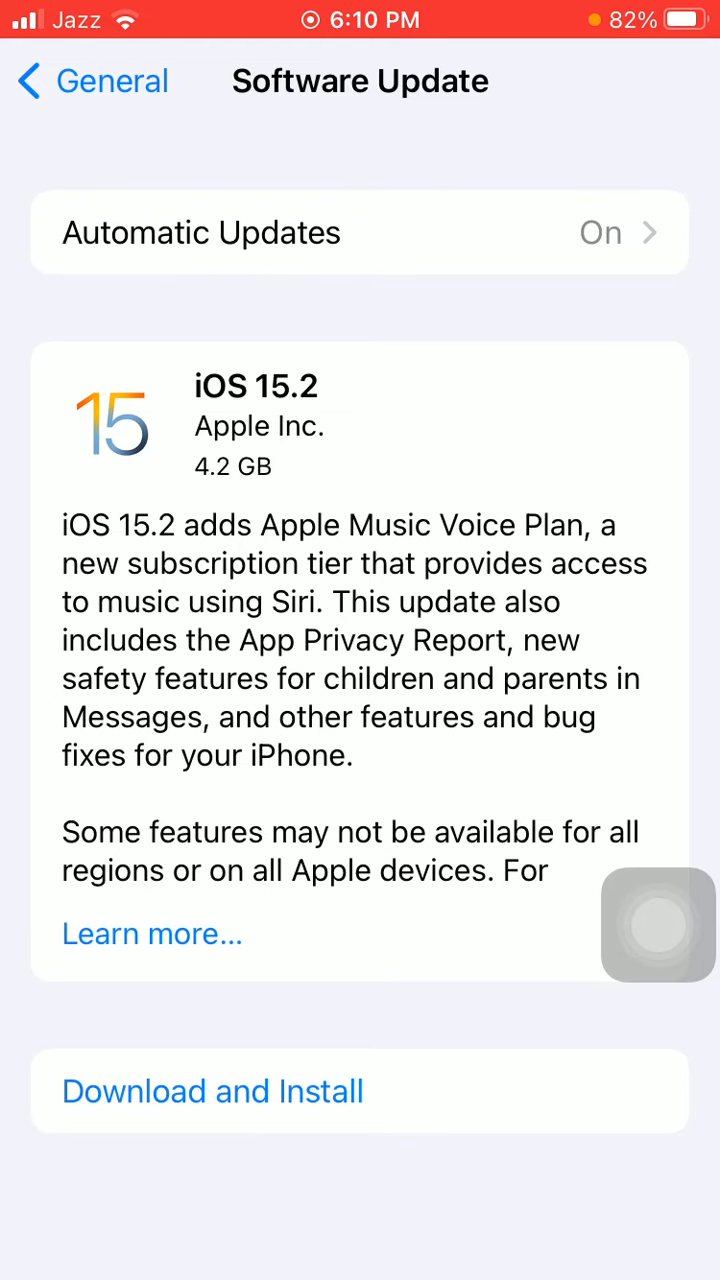 Jazz 6:10 PM 82%
General Software Update
Automatic Updates On
15
iOS 15.2
Apple Inc.
4.2 GB
iOS 15.2 adds Apple Music Voice Plan, a
new subscription tier that provides access
to music using Siri. This update also
includes the App Privacy Report, new
safety features for children and parents in
Messages, and other features and bug
fixes for your iPhone.
Some features may not be available for all
regions or on all Apple devices. For
Learn more...
Download and Install